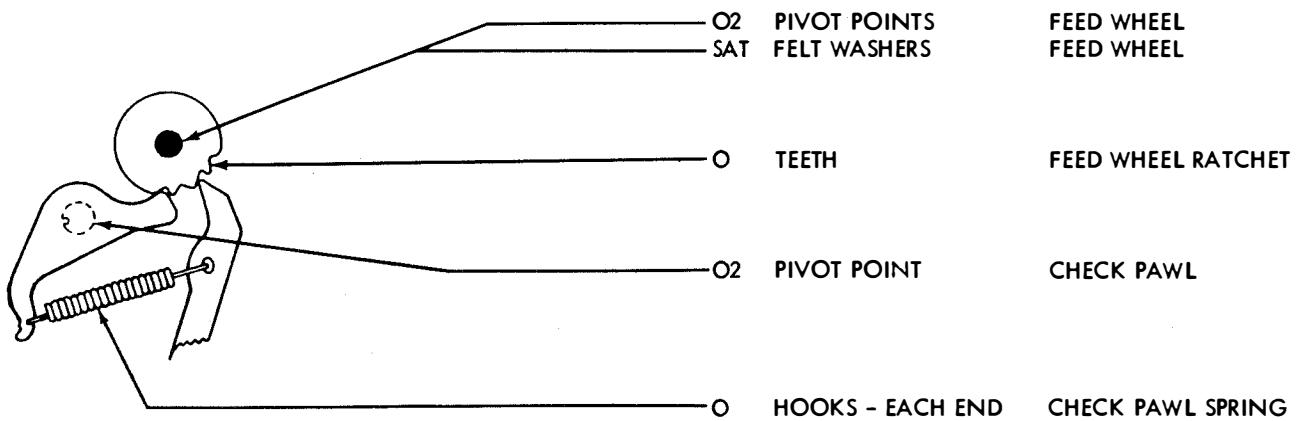 O2 PIVOT POINTS FEED WHEEL
SAT FELT WASHERS FEED WHEEL
O TEETH FEED WHEEL RATCHET
O2 PIVOT POINT CHECK PAWL
O HOOKS - EACH END CHECK PAWL SPRING